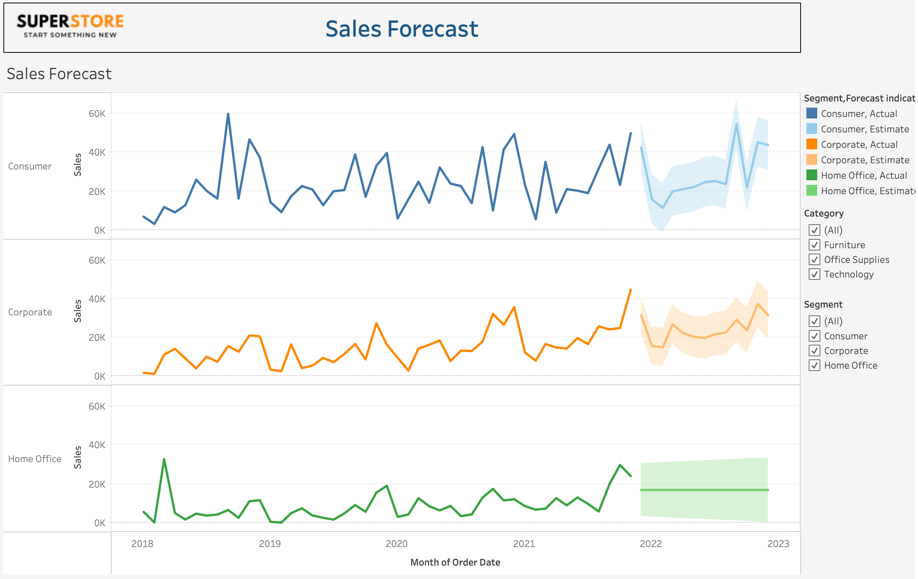 SUPERSTORE
START SOMETHING NEW
Sales Forecast
Sales Forecast
Consumer
Sales
60K
40K
20K
0K
Corporate
Sales
60K
40K
20K
0K
Home Office
Sales
60K
40K
20K
0K
2018
2019
2020
2021
2022
2023
Month of Order Date
Segment,Forecast indicat
Consumer, Actual
Consumer, Estimate
Corporate, Actual
Corporate, Estimate
Home Office, Actual
Home Office, Estimate
Category
(All)
Furniture
Office Supplies
Technology
Segment
(All)
Consumer
Corporate
Home Office